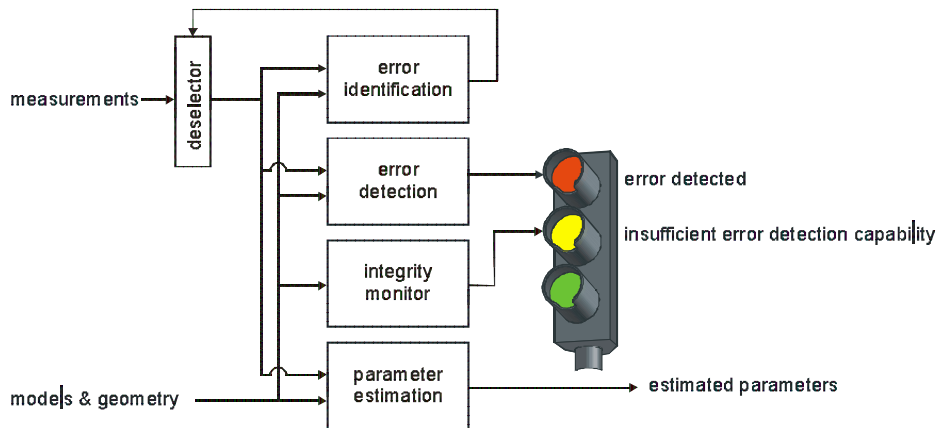 measurements
deselector
error
identification
error
detection
integrity
monitor
parameter
estimation
models & geometry
error detected
insufficient error detection capability
estimated parameters